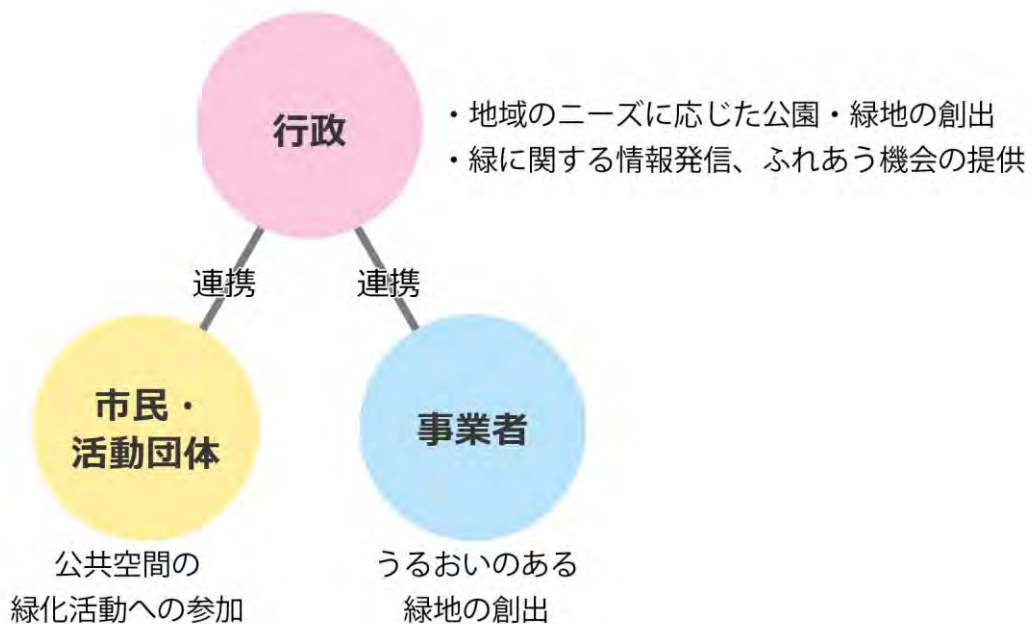 行政
・地域のニーズに応じた公園・緑地の創出
・緑に関する情報発信、ふれあう機会の提供
連携
連携
市民・
活動団体
事業者
公共空間の
緑化活動への参加
うるおいのある
緑地の創出